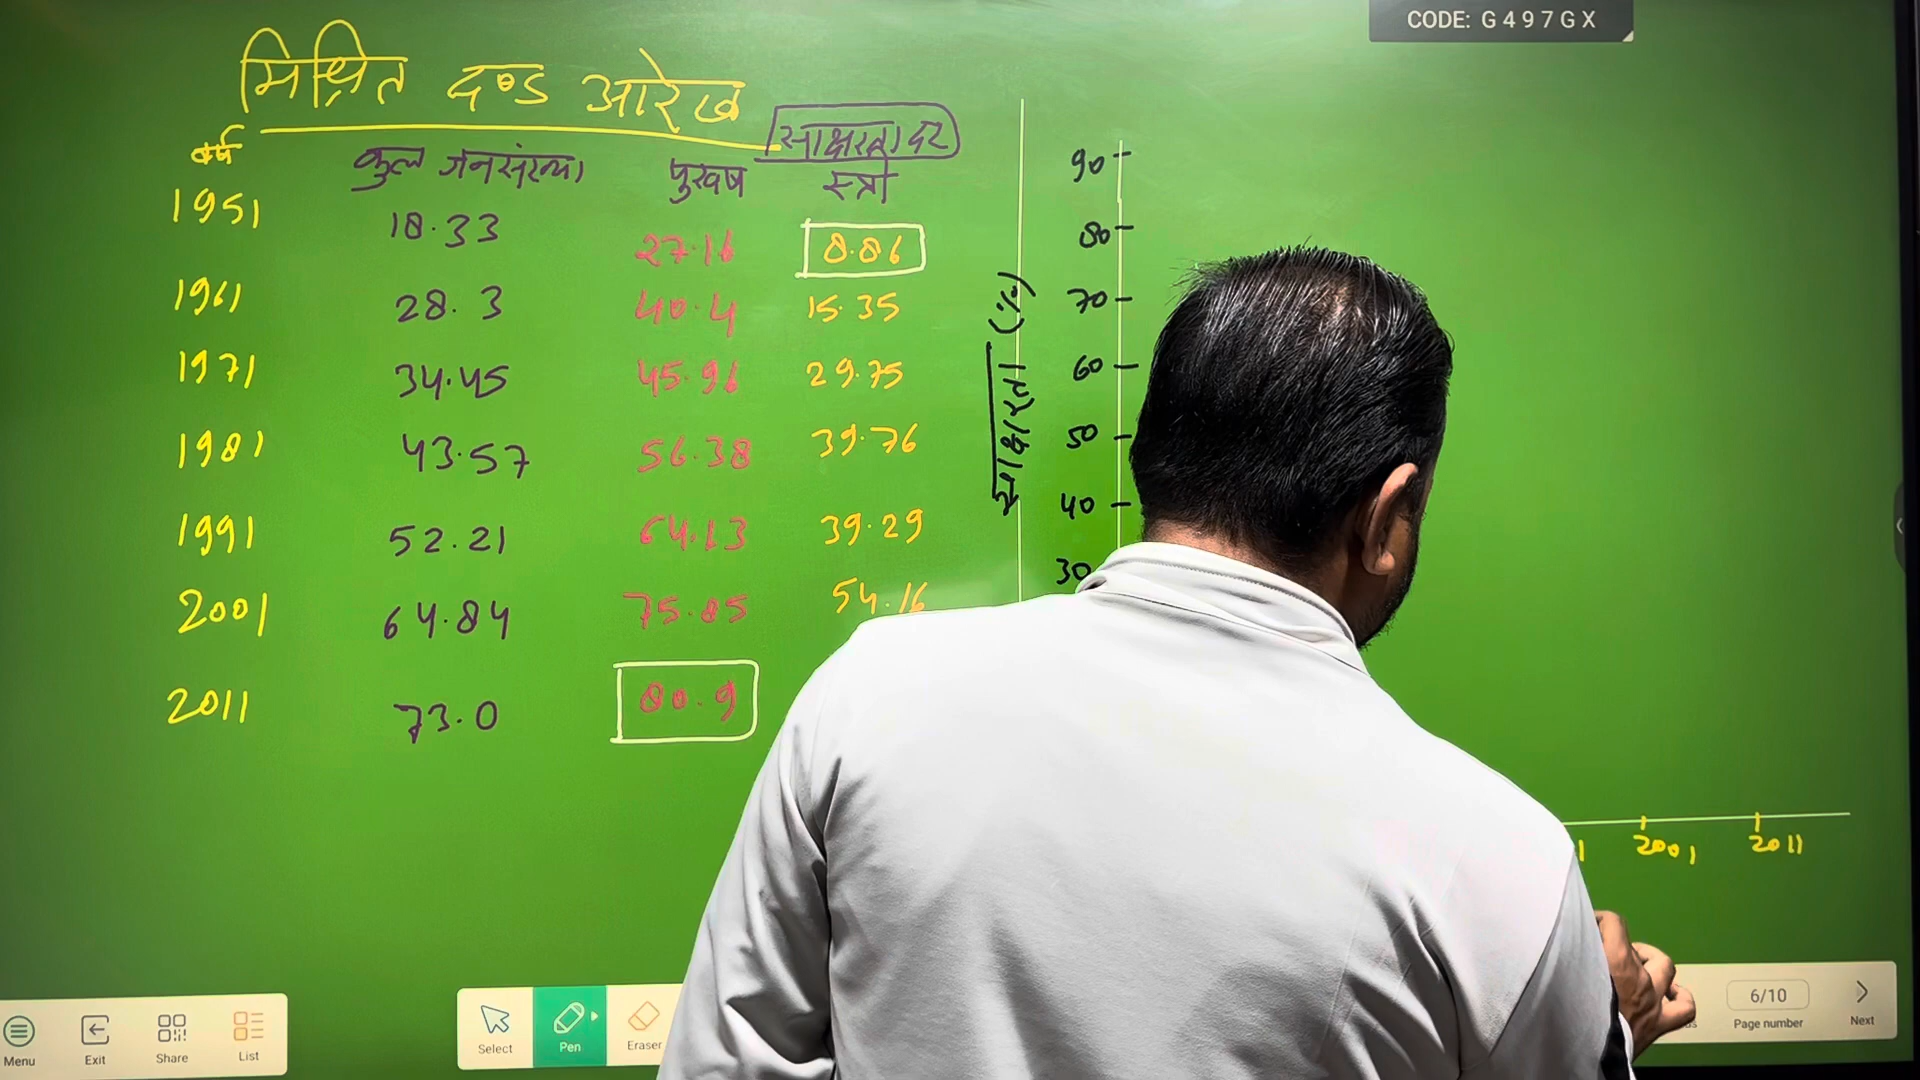 CODE: G497GX
मिश्रित दण्ड आरेख
साक्षरता दर
वर्ष कुल जनसंख्या पुरुष स्त्री
1951 18.33 27.16 8.86
1961 28.3 40.4 15.35
1971 34.45 45.96 29.75
1981 43.57 56.38 39.76
1991 52.21 64.13 39.29
2001 64.84 75.85 54.16
2011 73.0 80.9
साक्षरता (%)
90
80
70
60
50
40
30
2001 2011
Menu Exit Share List
Select Pen Eraser
6/10
Page number Next